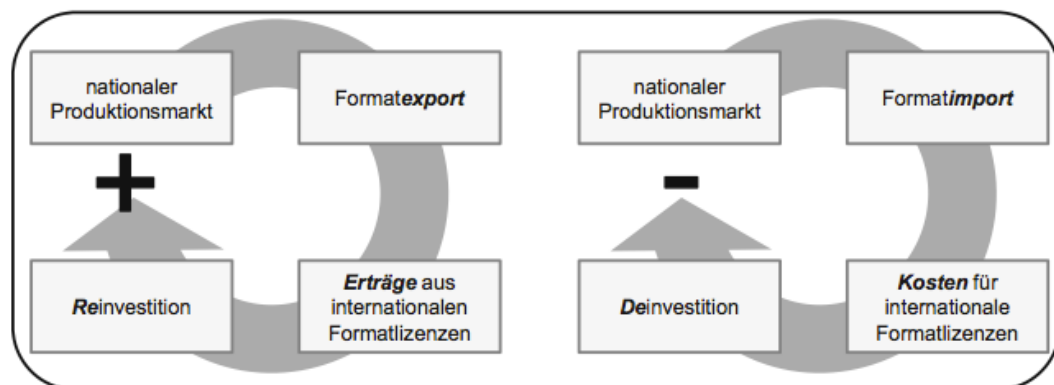 nationaler
Produktionsmarkt
Formatexport
+
Reinvestition
Erträge aus
internationalen
Formatlizenzen
nationaler
Produktionsmarkt
Formatimport
-
Deinvestition
Kosten für
internationale
Formatlizenzen